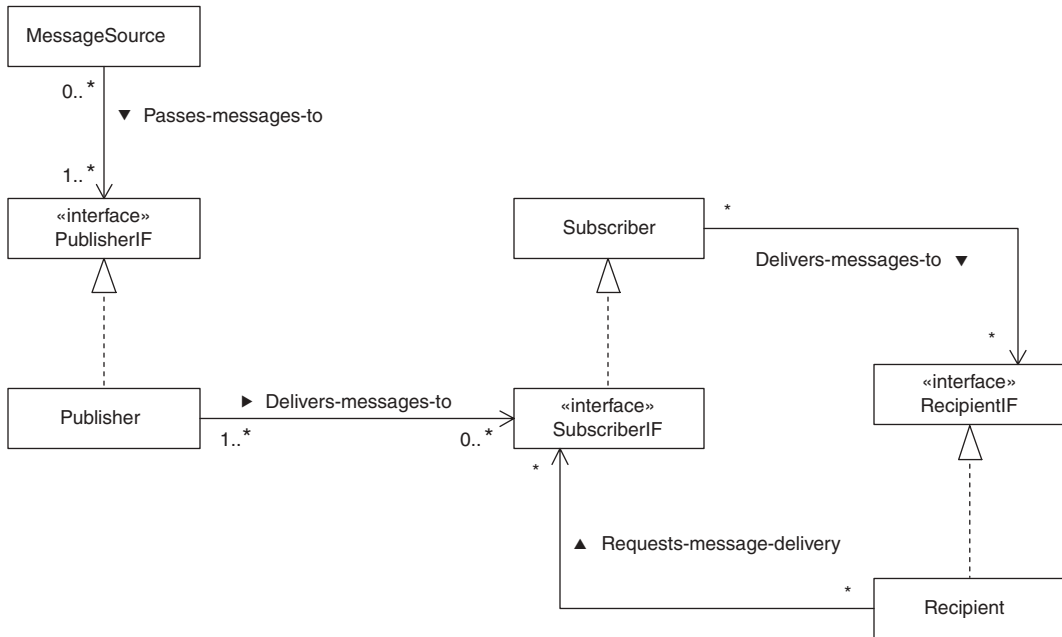 MessageSource
0..*
▼ Passes-messages-to
1..*
«interface»
PublisherIF
Subscriber
*
Delivers-messages-to ▼
*
«interface»
RecipientIF
Publisher
► Delivers-messages-to
1..*
0..*
«interface»
SubscriberIF
*
▲ Requests-message-delivery
*
Recipient